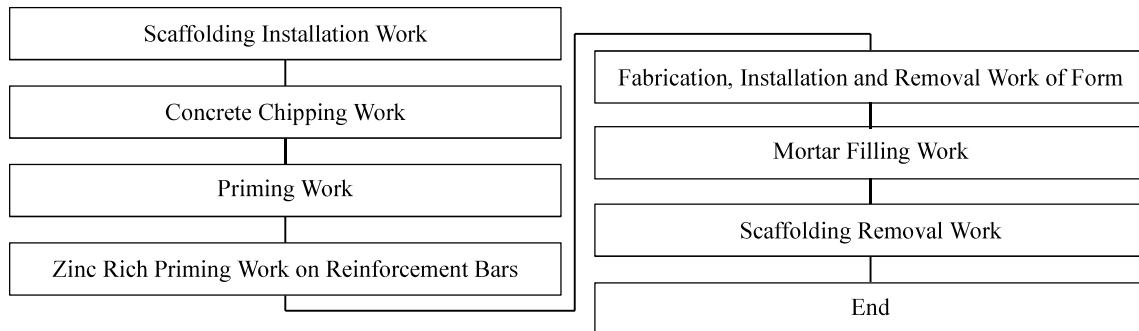 Scaffolding Installation Work
Concrete Chipping Work
Priming Work
Zinc Rich Priming Work on Reinforcement Bars
Fabrication, Installation and Removal Work of Form
Mortar Filling Work
Scaffolding Removal Work
End